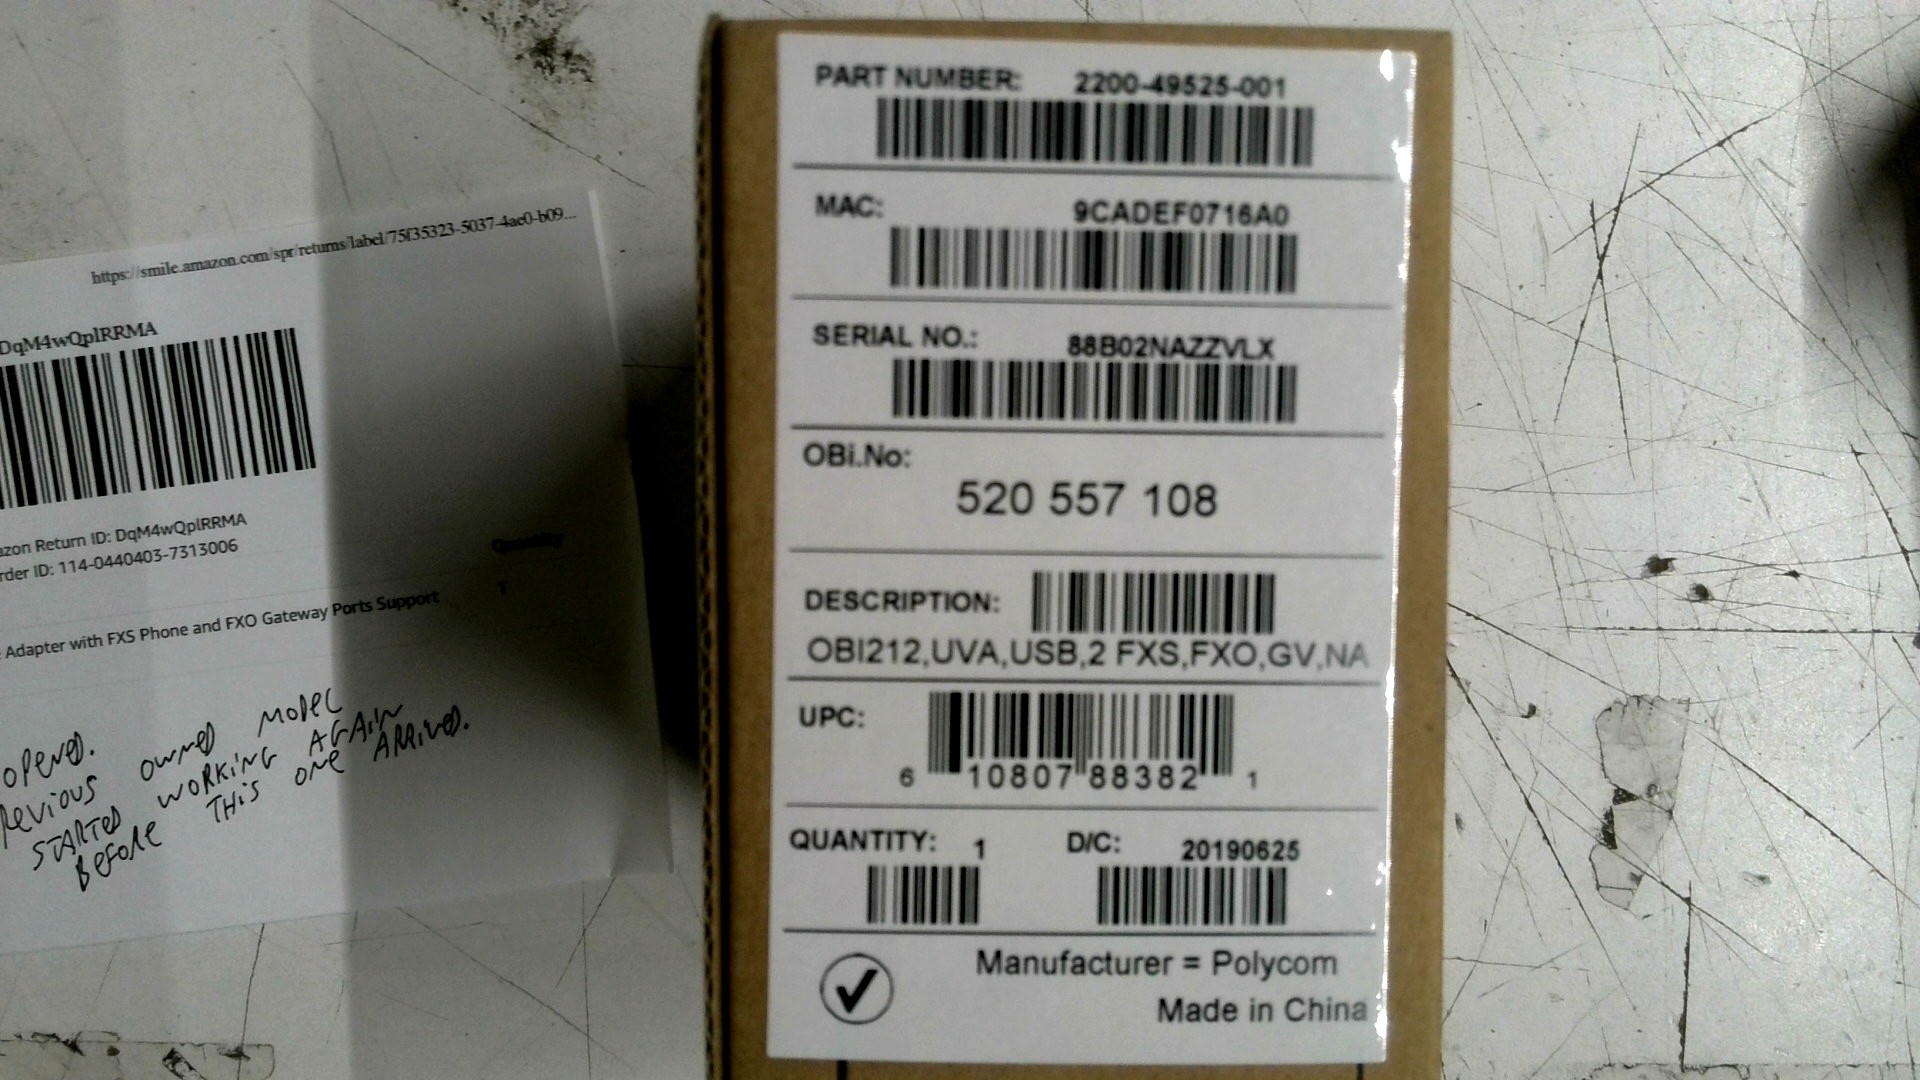 https://smile.amazon.com/spr/returns/label/75f35323-5037-4ae0-b09...
DqM4wQplRRMA
azon Return ID: DqM4wQplRRMA
rder ID: 114-0440403-7313006
Quantity
1
Adapter with FXS Phone and FXO Gateway Ports Support
opened.
revious owned model
started working again
before this one arrived.
PART NUMBER: 2200-49525-001
MAC: 9CADEF0716A0
SERIAL NO.: 88B02NAZZVLX
OBi.No:
520 557 108
DESCRIPTION:
OBI212,UVA,USB,2 FXS,FXO,GV,NA
UPC:
6 10807 88382 1
QUANTITY: 1 D/C: 20190625
Manufacturer = Polycom
Made in China